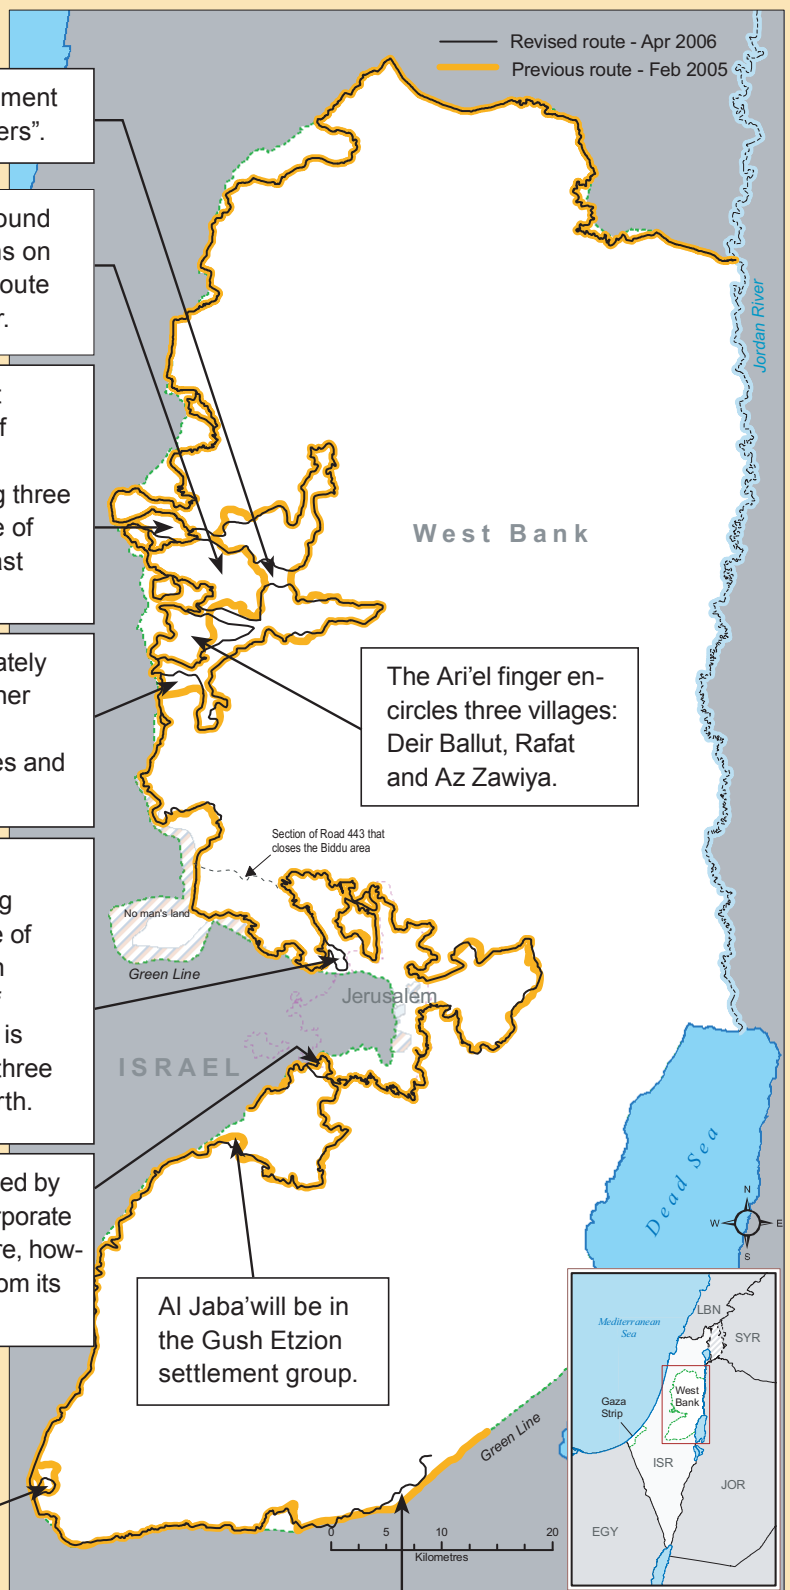 Revised route - Apr 2006
Previous route - Feb 2005
ers”.
ound
on
oute
of
three
of
ast
ately
her
es and
Jordan River
West Bank
The Ari’el finger en-
circles three villages:
Deir Ballut, Rafat
and Az Zawiya.
Section of Road 443 that
closes the Biddu area
No man's land
Green Line
Jerusalem
ISRAEL
of
is
three
rth.
ed by
rporate
re, how-
om its
Al Jaba’will be in
the Gush Etzion
settlement group.
Dead Sea
N
W
E
S
Green Line
0
5
10
20
Kilometres
Mediterranean
Sea
LBN
SYR
West
Bank
Gaza
Strip
ISR
JOR
EGY